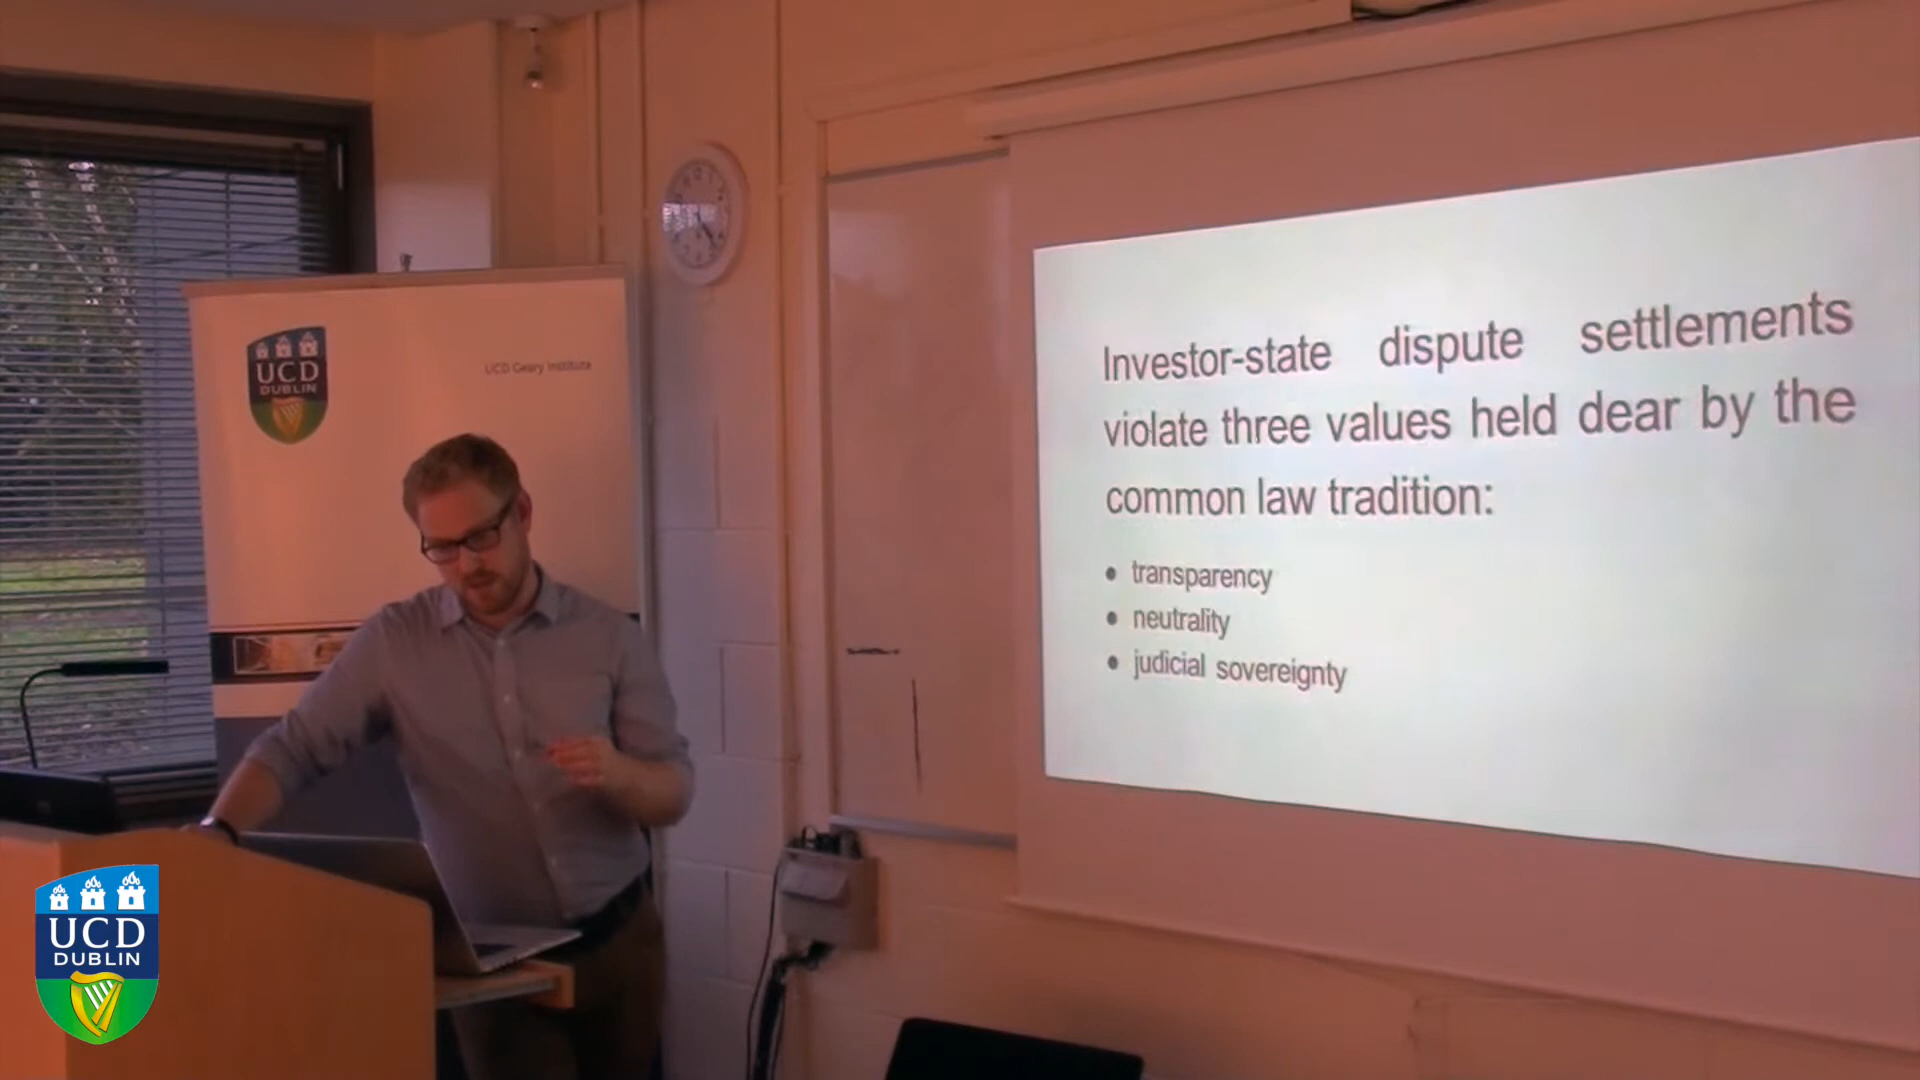 UCD
DUBLIN
UCD Geary Institute
Investor-state dispute settlements
violate three values held dear by the
common law tradition:
• transparency
• neutrality
• judicial sovereignty
UCD
DUBLIN